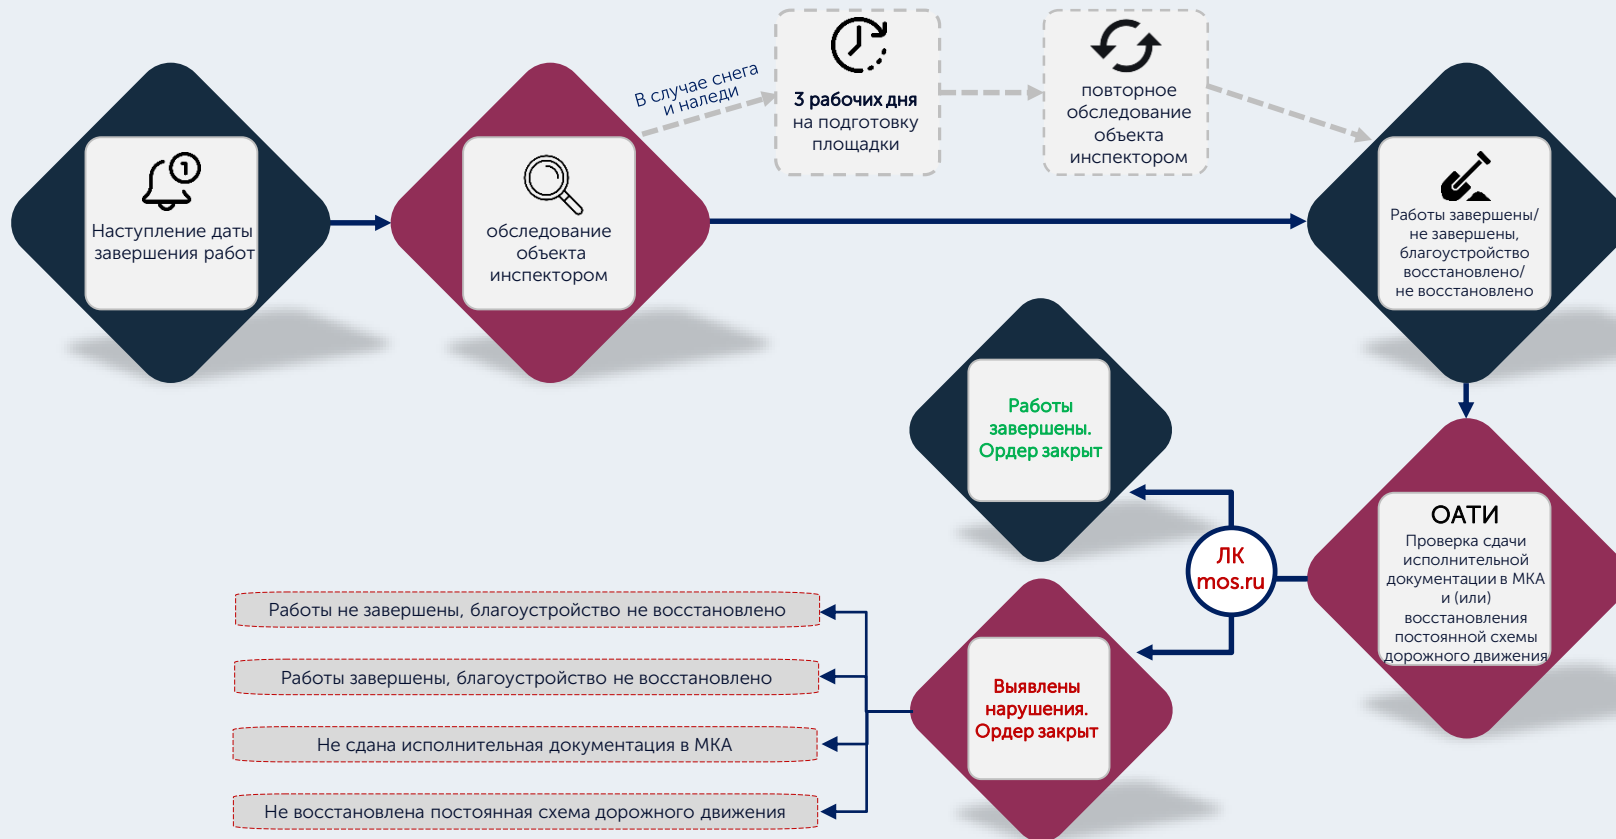 Наступление даты
завершения работ
обследование
объекта
инспектором
В случае снега
и наледи
3 рабочих дня
на подготовку
площадки
повторное
обследование
объекта
инспектором
Работы завершены/
не завершены,
благоустройство
восстановлено/
не восстановлено
ОАТИ
Проверка сдачи
исполнительной
документации в МКА
и (или)
восстановления
постоянной схемы
дорожного движения
ЛК
mos.ru
Работы
завершены.
Ордер закрыт
Выявлены
нарушения.
Ордер закрыт
Работы не завершены, благоустройство не восстановлено
Работы завершены, благоустройство не восстановлено
Не сдана исполнительная документация в МКА
Не восстановлена постоянная схема дорожного движения